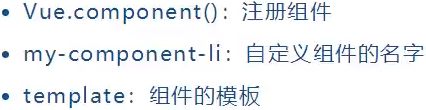 • Vue.component()：注册组件
• my-component-li：自定义组件的名字
• template：组件的模板